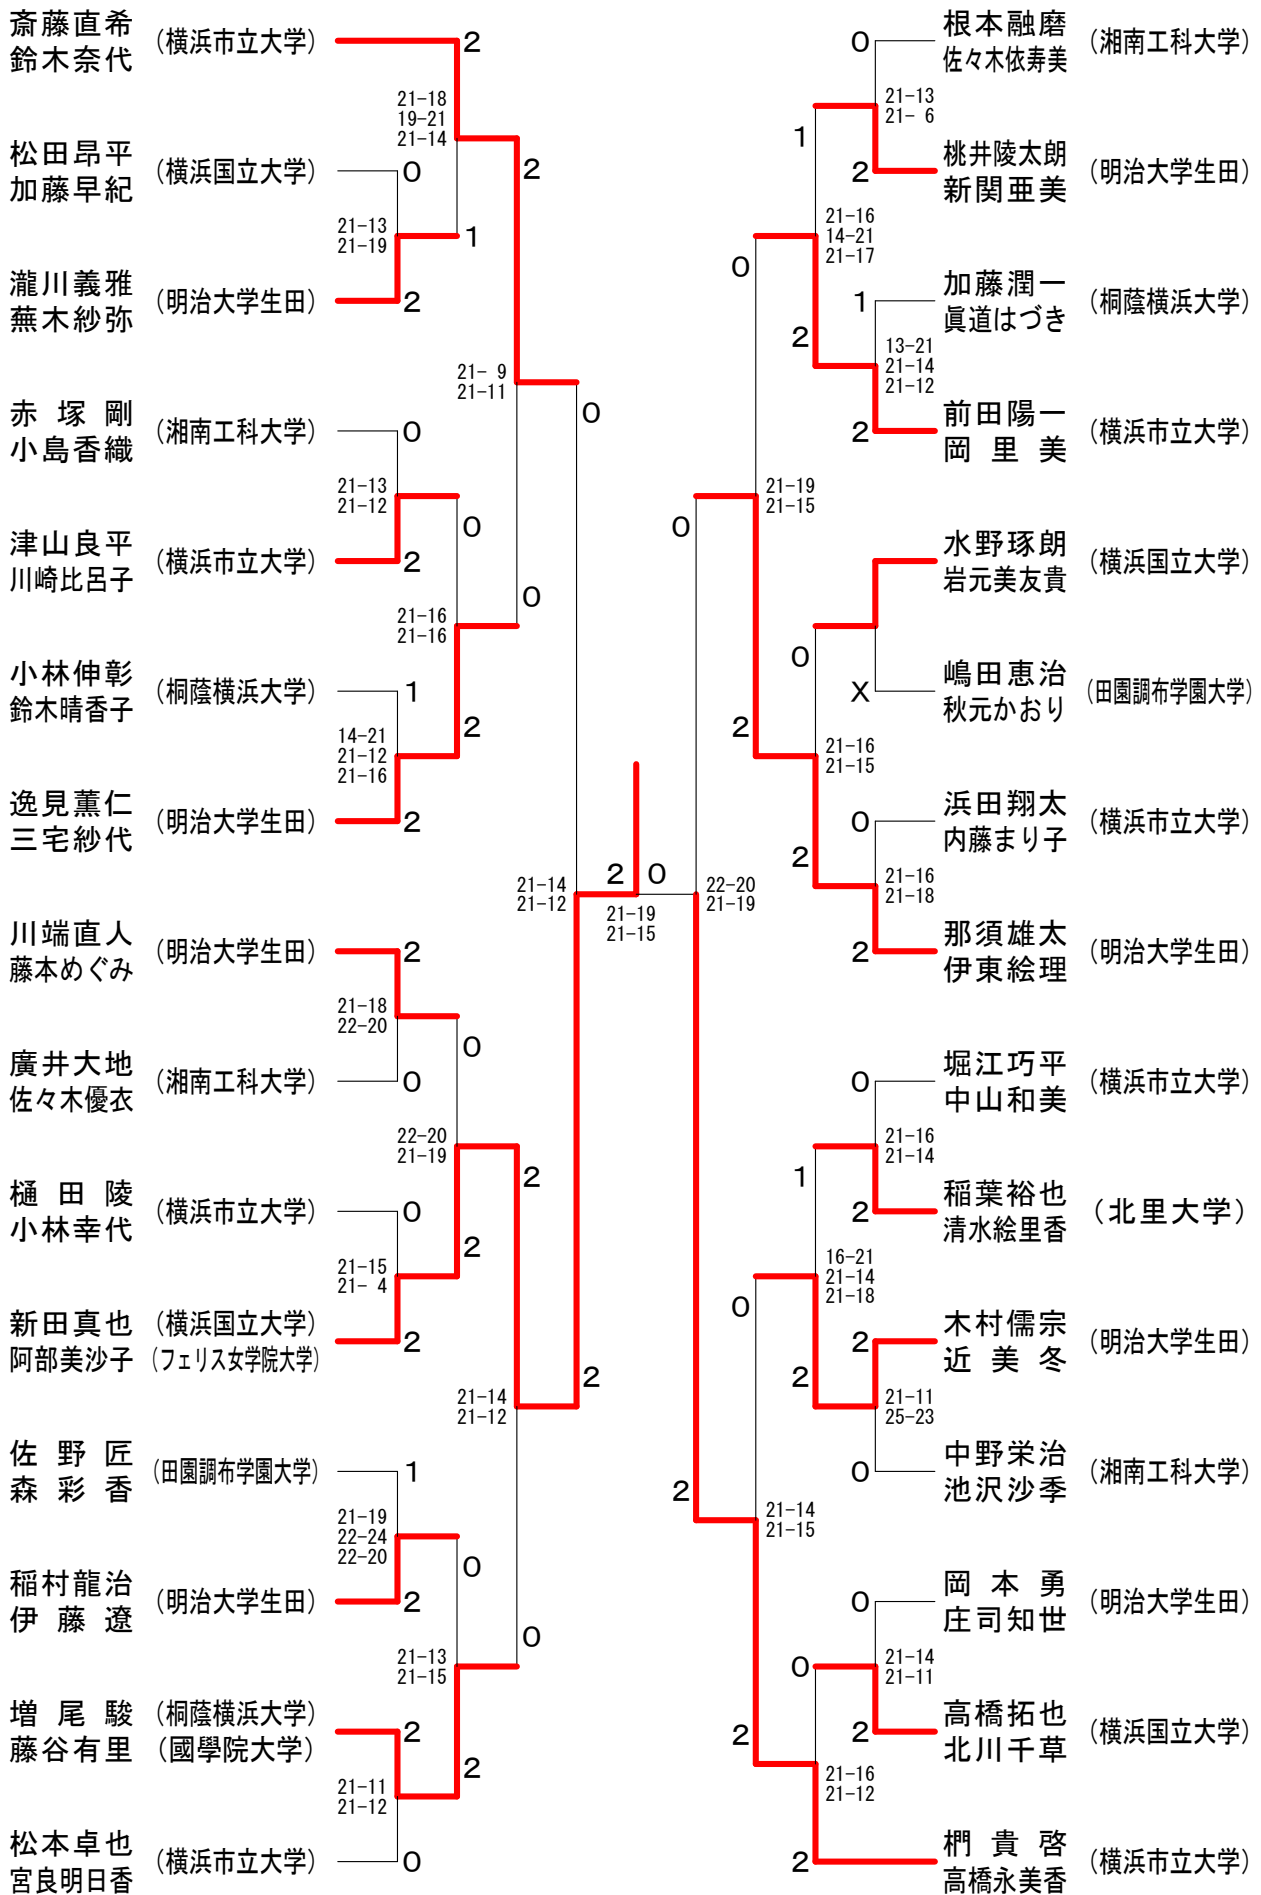 斎藤直希
鈴木奈代
(横浜市立大学)
2
21-18
19-21
21-14
2
松田昂平
加藤早紀
(横浜国立大学)
0
21-13
21-19
1
瀧川義雅
蕪木紗弥
(明治大学生田)
2
21- 9
21-11
0
赤塚剛
小島香織
(湘南工科大学)
0
21-13
21-12
0
津山良平
川崎比呂子
(横浜市立大学)
2
21-16
21-16
0
小林伸彰
鈴木晴香子
(桐蔭横浜大学)
1
14-21
21-12
21-16
2
逸見薫仁
三宅紗代
(明治大学生田)
2
21-14
21-12
川端直人
藤本めぐみ
(明治大学生田)
2
21-18
22-20
0
廣井大地
佐々木優衣
(湘南工科大学)
0
22-20
21-19
2
樋田陵
小林幸代
(横浜市立大学)
0
21-15
21- 4
2
新田真也
阿部美沙子
(横浜国立大学)
(フェリス女学院大学)
2
21-14
21-12
2
佐野匠
森彩香
(田園調布学園大学)
1
21-19
22-24
22-20
0
稲村龍治
伊藤遼
(明治大学生田)
2
21-13
21-15
0
増尾駿
藤谷有里
(桐蔭横浜大学)
(國學院大学)
2
21-11
21-12
2
松本卓也
宮良明日香
(横浜市立大学)
0
2
0
21-19
21-15
0
根本融磨
佐々木依寿美
(湘南工科大学)
21-13
21- 6
1
2
桃井陵太朗
新関亜美
(明治大学生田)
21-16
14-21
21-17
0
1
加藤潤一
眞道はづき
(桐蔭横浜大学)
13-21
21-14
21-12
2
2
前田陽一
岡里美
(横浜市立大学)
21-19
21-15
0
水野琢朗
岩元美友貴
(横浜国立大学)
0
X
嶋田恵治
秋元かおり
(田園調布学園大学)
21-16
21-15
2
0
浜田翔太
内藤まり子
(横浜市立大学)
21-16
21-18
2
2
那須雄太
伊東絵理
(明治大学生田)
22-20
21-19
0
堀江巧平
中山和美
(横浜市立大学)
21-16
21-14
1
2
稲葉裕也
清水絵里香
(北里大学)
16-21
21-14
21-18
0
2
木村儒宗
近美冬
(明治大学生田)
21-11
25-23
2
0
中野栄治
池沢沙季
(湘南工科大学)
21-14
21-15
2
0
岡本勇
庄司知世
(明治大学生田)
21-14
21-11
0
2
高橋拓也
北川千草
(横浜国立大学)
21-16
21-12
2
2
椚貴啓
高橋永美香
(横浜市立大学)